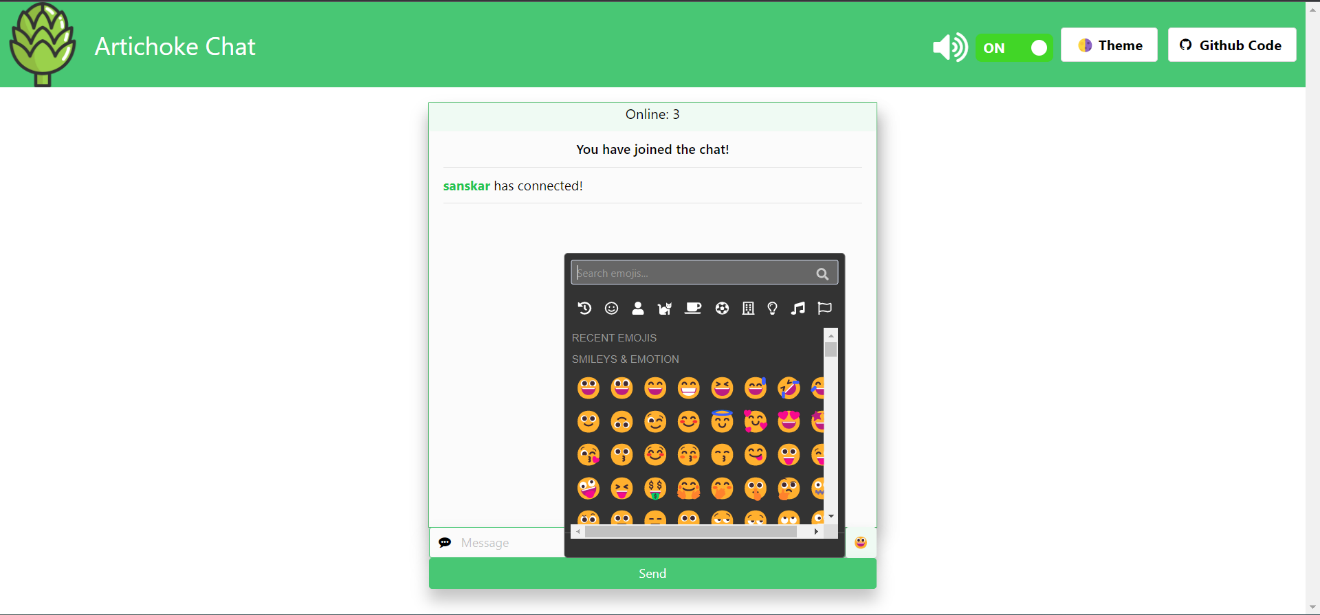 Artichoke Chat
ON
Theme
Github Code
Online: 3
You have joined the chat!
sanskar has connected!
Search emojis...
RECENT EMOJIS
SMILEYS & EMOTION
Message
Send